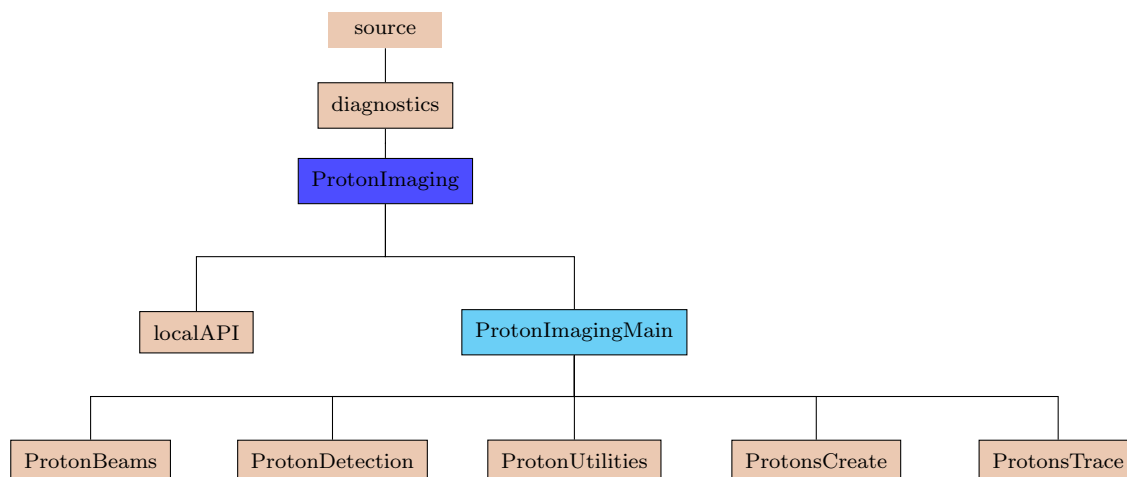 source
diagnostics
ProtonImaging
localAPI
ProtonImagingMain
ProtonBeams
ProtonDetection
ProtonUtilities
ProtonsCreate
ProtonsTrace